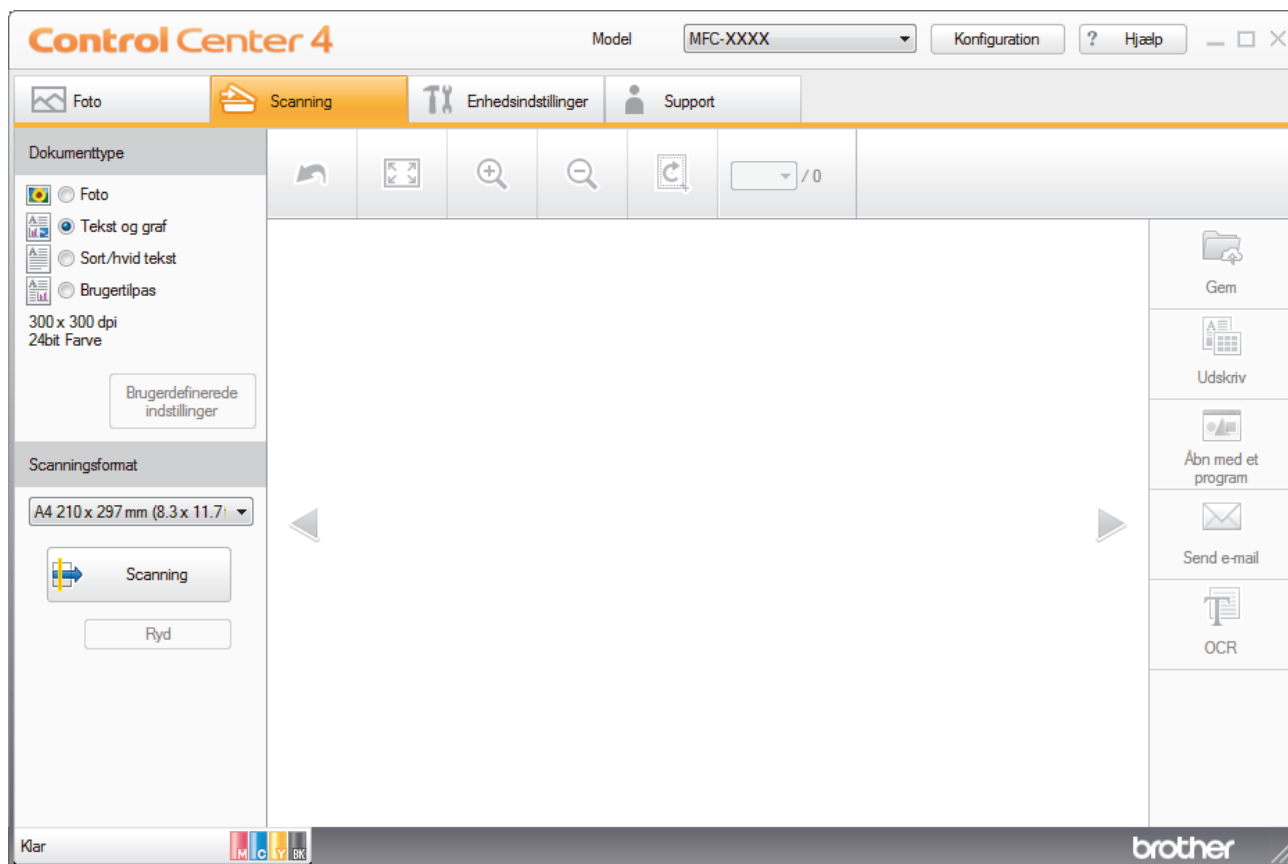 Control Center 4
Model
MFC-XXXX
Konfiguration
? Hjælp
Foto
Scanning
Enhedsindstillinger
Support
Dokumenttype
Foto
Tekst og graf
Sort/hvid tekst
Brugertilpas
300 x 300 dpi
24bit Farve
Brugerdefinerede
indstillinger
Scanningsformat
A4 210 x 297 mm (8.3 x 11.7
Scanning
Ryd
/ 0
Gem
Udskriv
Åbn med et
program
Send e-mail
OCR
Klar
M C Y BK
brother